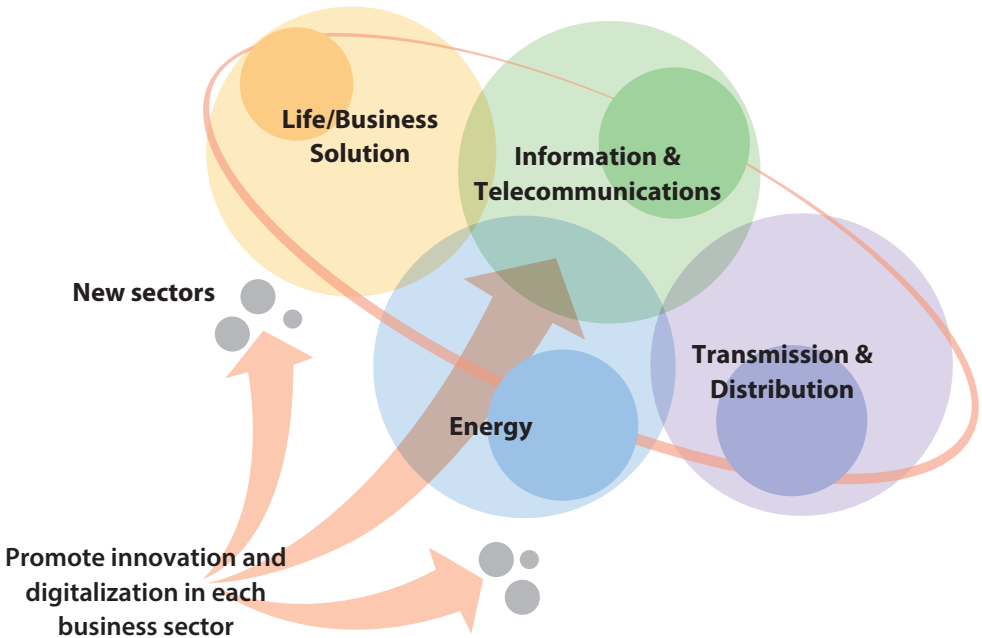 Life/Business
Solution
Information &
Telecommunications
New sectors
Transmission &
Distribution
Energy
Promote innovation and
digitalization in each
business sector